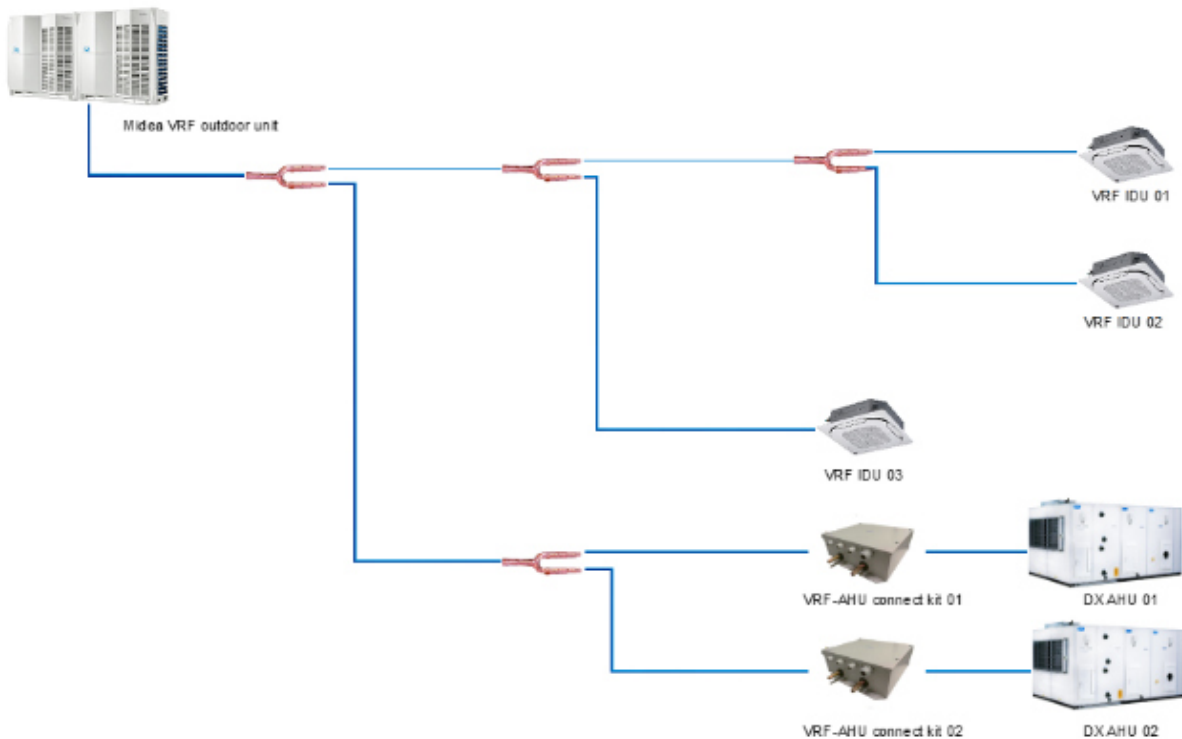 Midea VRF outdoor unit
VRF IDU 01
VRF IDU 02
VRF IDU 03
VRF-AHU connect kit 01
DX AHU 01
VRF-AHU connect kit 02
DX AHU 02